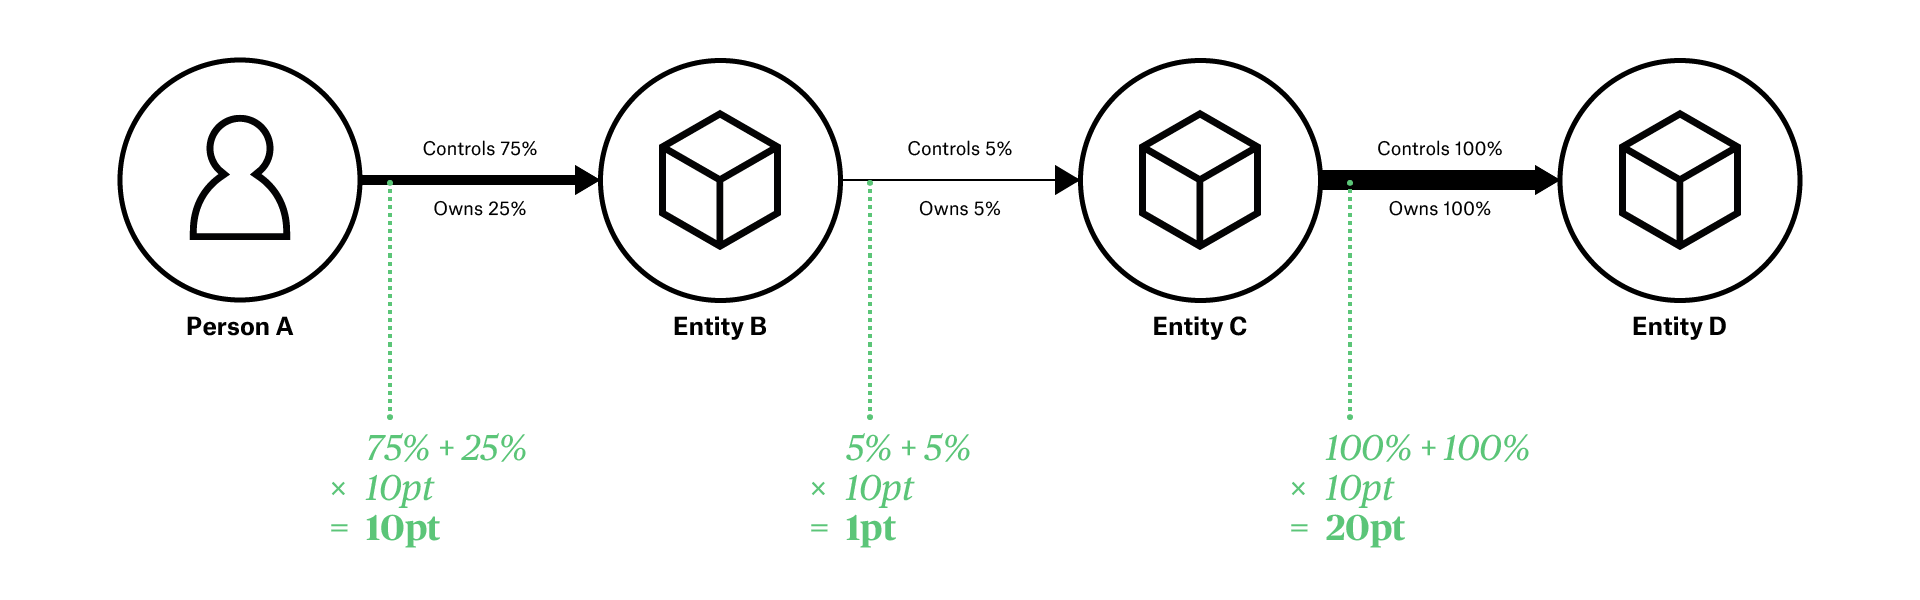 Controls 75%
Owns 25%
Controls 5%
Owns 5%
Controls 100%
Owns 100%
Person A
Entity B
Entity C
Entity D
75% + 25%
× 10pt
= 10pt
5% + 5%
× 10pt
= 1pt
100% + 100%
× 10pt
= 20pt